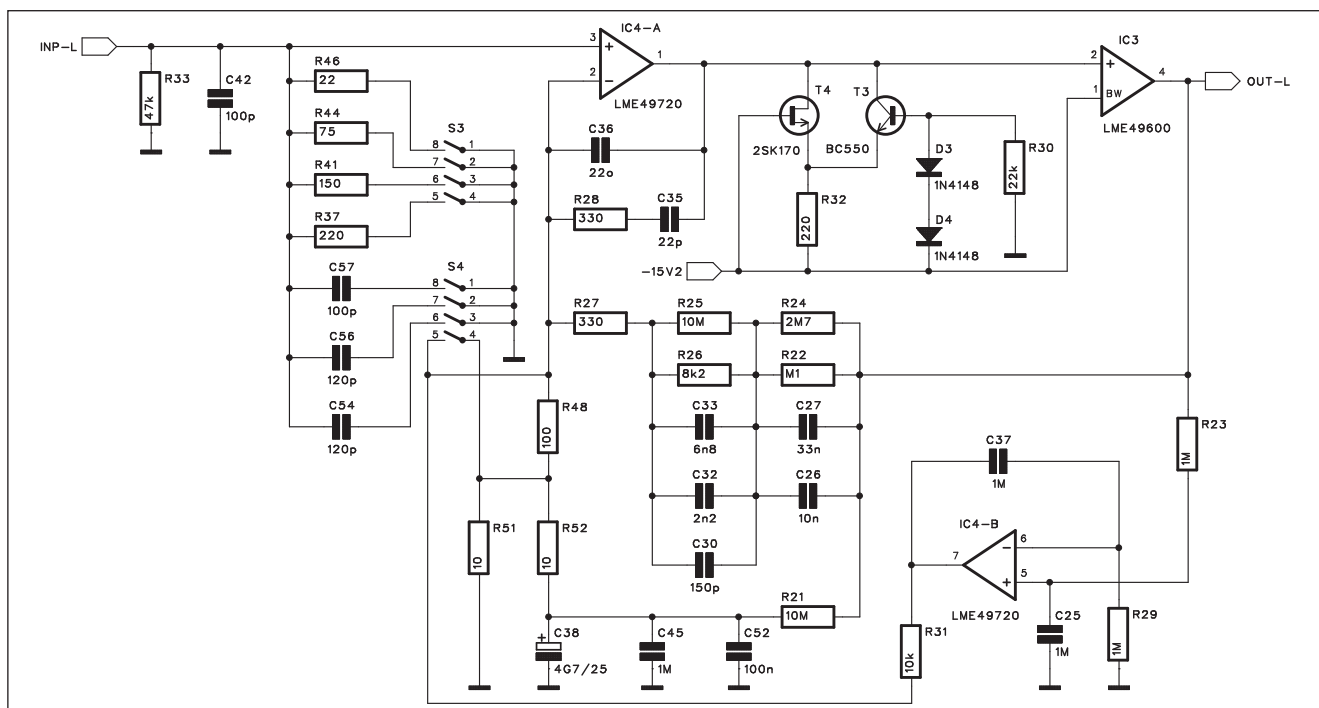 INP-L
R33
47k
C42
100p
R46
22
R44
75
R41
150
R37
220
S3
8 1
7 2
6 3
5 4
C57
100p
C56
120p
C54
120p
S4
8 1
7 2
6 3
5 4
IC4-A
3 +
2 −
1
LME49720
C36
22o
R28
330
C35
22p
T4
2SK170
T3
BC550
R32
220
D3
1N4148
D4
1N4148
R30
22k
-15V2
IC3
2 +
1 BW
4
LME49600
OUT-L
R27
330
R25
10M
R24
2M7
R26
8k2
R22
M1
C33
6n8
C27
33n
C32
2n2
C26
10n
C30
150p
R21
10M
R48
100
R51
10
R52
10
+
C38
4G7/25
C45
1M
C52
100n
R23
1M
C37
1M
IC4-B
7
− 6
+ 5
LME49720
C25
1M
R29
1M
R31
10k